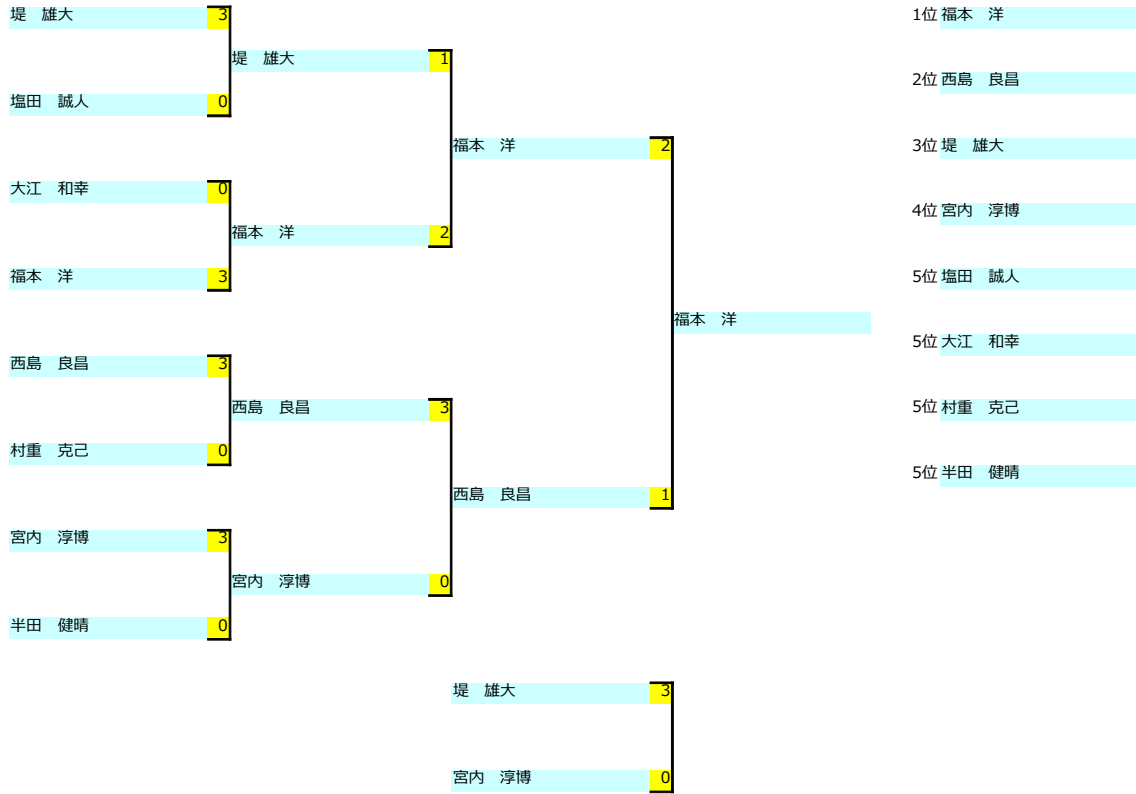 堤　雄大 3
堤　雄大 1
塩田　誠人 0
福本　洋 2
大江　和幸 0
福本　洋 2
福本　洋 3
福本　洋
西島　良昌 3
西島　良昌 3
村重　克己 0
西島　良昌 1
宮内　淳博 3
宮内　淳博 0
半田　健晴 0
堤　雄大 3
宮内　淳博 0
1位 福本　洋
2位 西島　良昌
3位 堤　雄大
4位 宮内　淳博
5位 塩田　誠人
5位 大江　和幸
5位 村重　克己
5位 半田　健晴